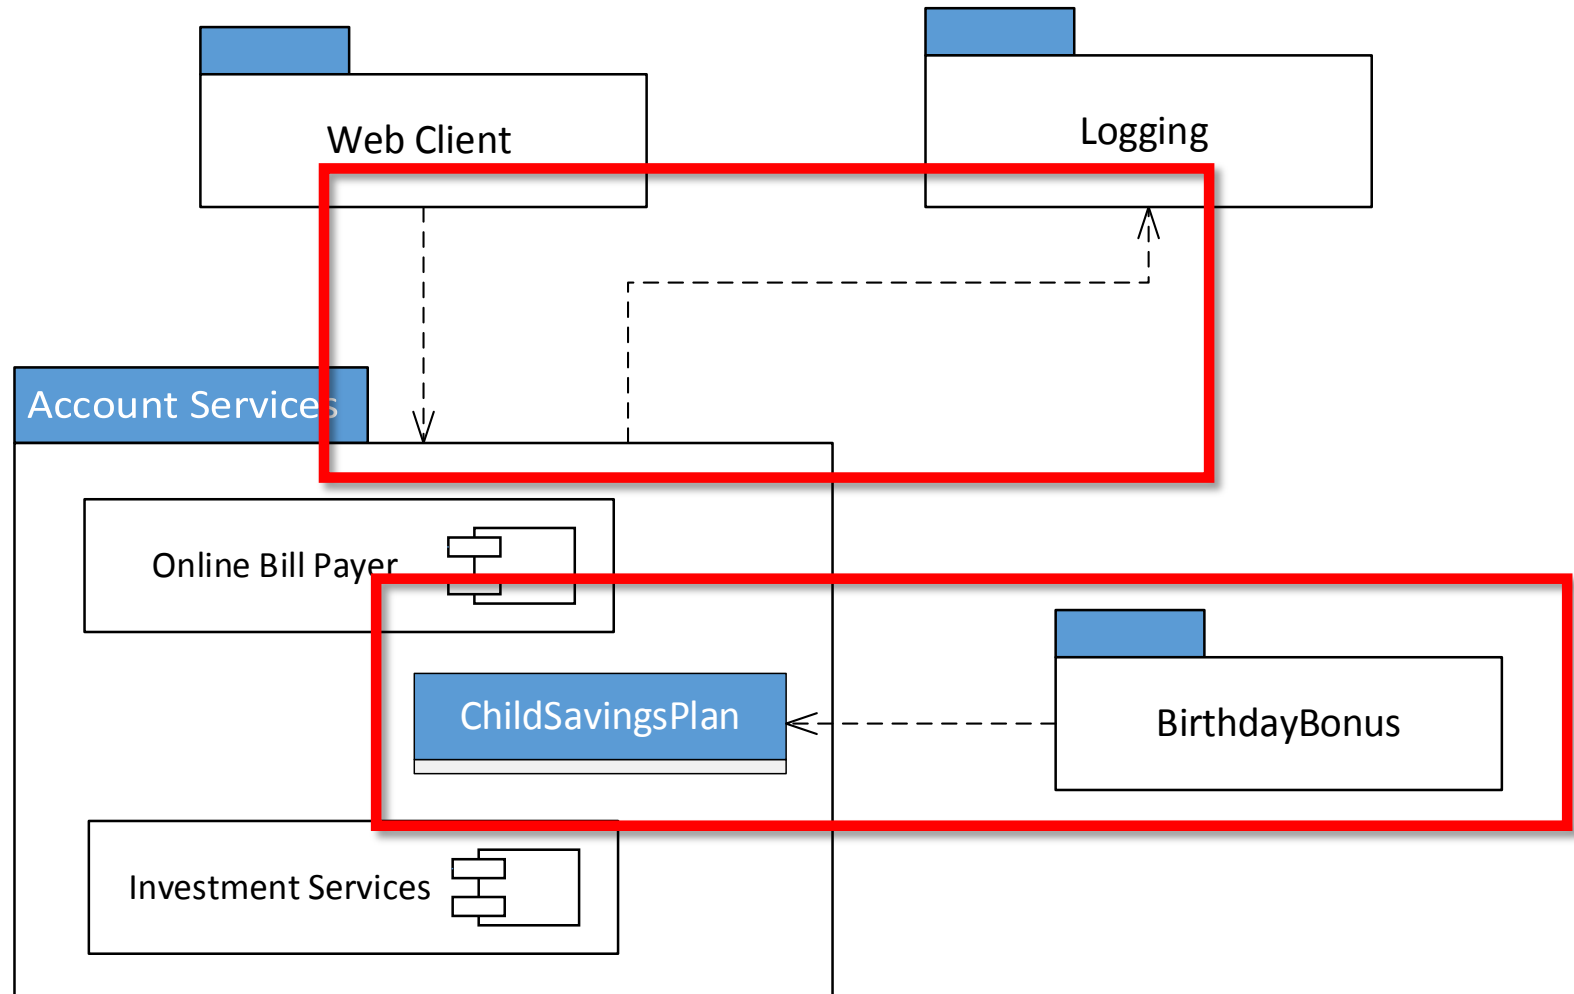 Web Client
Logging
Account Services
Online Bill Payer
ChildSavingsPlan
BirthdayBonus
Investment Services